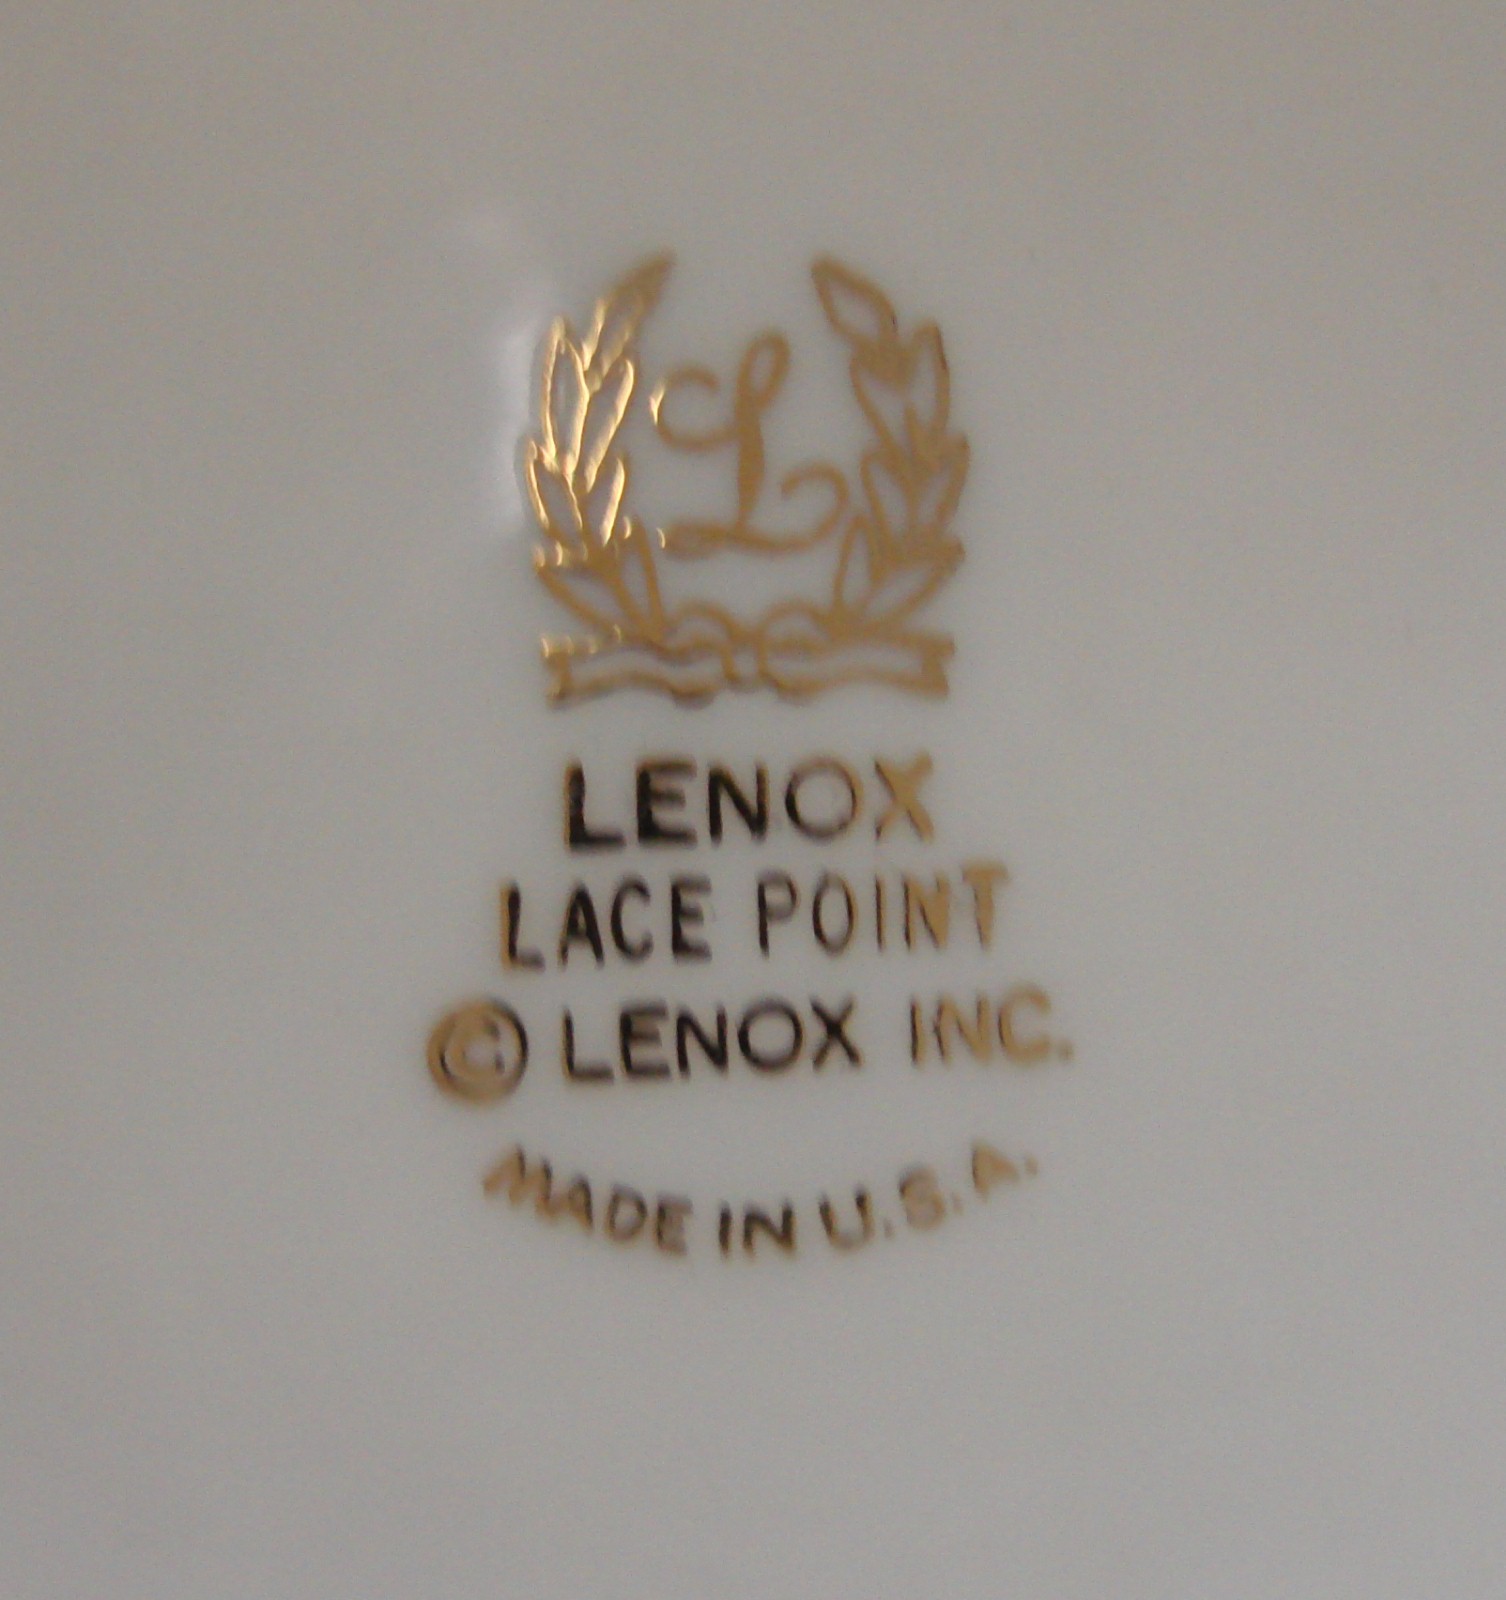 L
LENOX
LACE POINT
© LENOX INC.
MADE IN U.S.A.